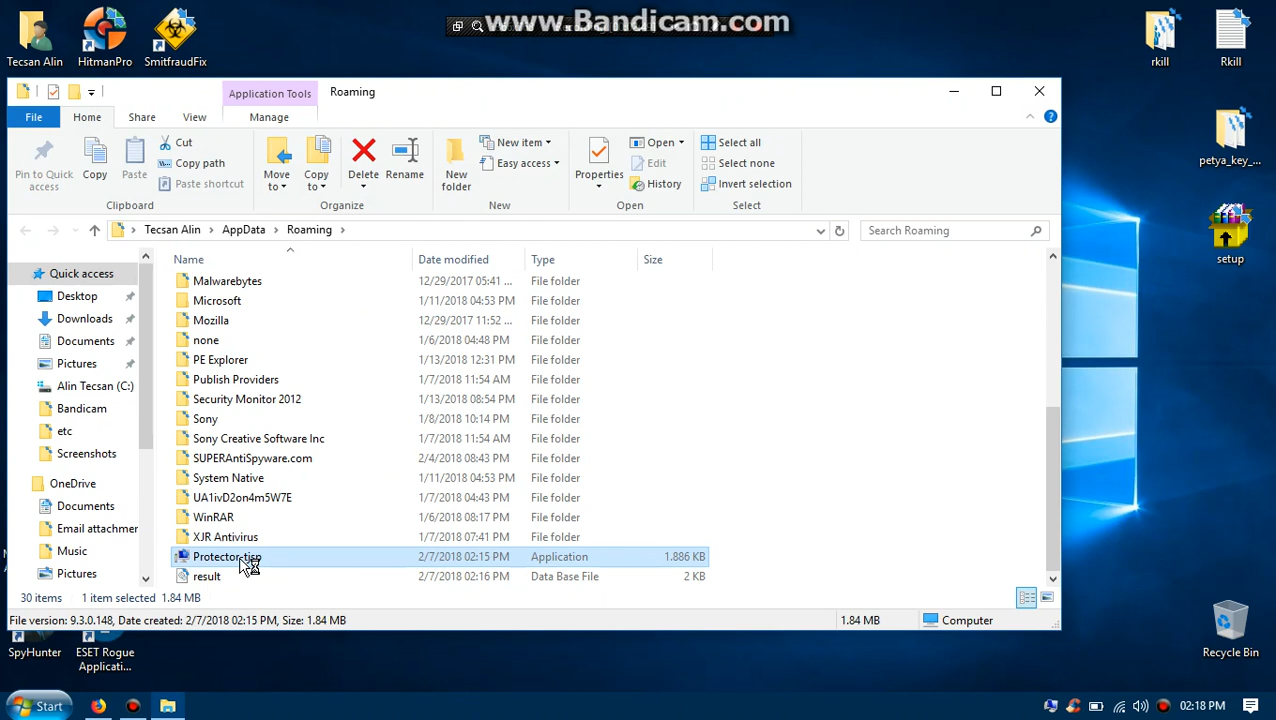 www.Bandicam.com
Tecsan Alin
HitmanPro
SmitfraudFix
rkill
Rkill
Application Tools
Roaming
File
Home
Share
View
Manage
Pin to Quick access
Copy
Paste
Cut
Copy path
Paste shortcut
Clipboard
Move to
Copy to
Delete
Rename
Organize
New folder
New item
Easy access
New
Properties
Open
Edit
History
Open
Select all
Select none
Invert selection
Select
petya_key_...
setup
Tecsan Alin > AppData > Roaming >
Search Roaming
Name Date modified Type Size
Quick access
Desktop
Downloads
Documents
Pictures
Alin Tecsan (C:)
Bandicam
etc
Screenshots
OneDrive
Documents
Email attachmen
Music
Pictures
Malwarebytes 12/29/2017 05:41 ... File folder
Microsoft 1/11/2018 04:53 PM File folder
Mozilla 12/29/2017 11:52 ... File folder
none 1/6/2018 04:48 PM File folder
PE Explorer 1/13/2018 12:31 PM File folder
Publish Providers 1/7/2018 11:54 AM File folder
Security Monitor 2012 1/13/2018 08:54 PM File folder
Sony 1/8/2018 10:14 PM File folder
Sony Creative Software Inc 1/7/2018 11:54 AM File folder
SUPERAntiSpyware.com 2/4/2018 08:43 PM File folder
System Native 1/11/2018 04:53 PM File folder
UA1ivD2on4m5W7E 1/7/2018 04:43 PM File folder
WinRAR 1/6/2018 08:17 PM File folder
XJR Antivirus 1/7/2018 07:41 PM File folder
Protector-tisp 2/7/2018 02:15 PM Application 1.886 KB
result 2/7/2018 02:16 PM Data Base File 2 KB
30 items 1 item selected 1.84 MB
File version: 9.3.0.148, Date created: 2/7/2018 02:15 PM, Size: 1.84 MB
1.84 MB
Computer
SpyHunter
ESET Rogue Applicati...
Recycle Bin
Start
02:18 PM